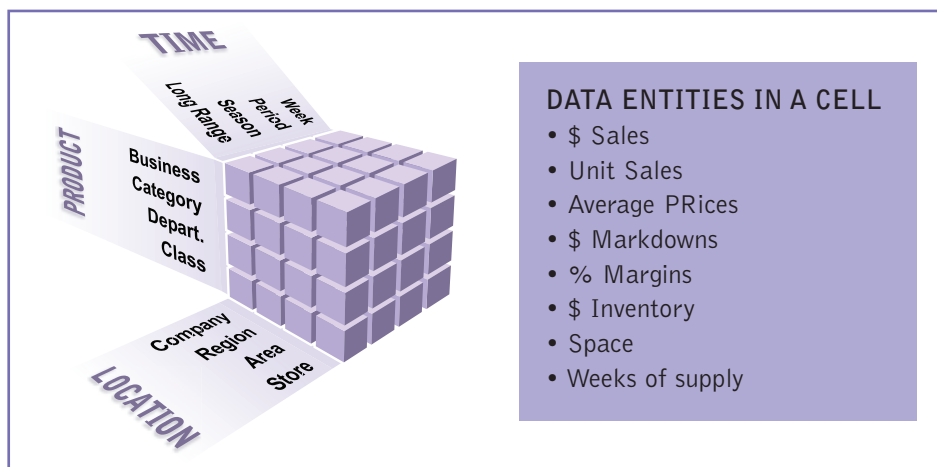 TIME
Long Range
Season
Period
Week
PRODUCT
Business
Category
Depart.
Class
LOCATION
Company
Region
Area
Store
DATA ENTITIES IN A CELL
• $ Sales
• Unit Sales
• Average PRices
• $ Markdowns
• % Margins
• $ Inventory
• Space
• Weeks of supply